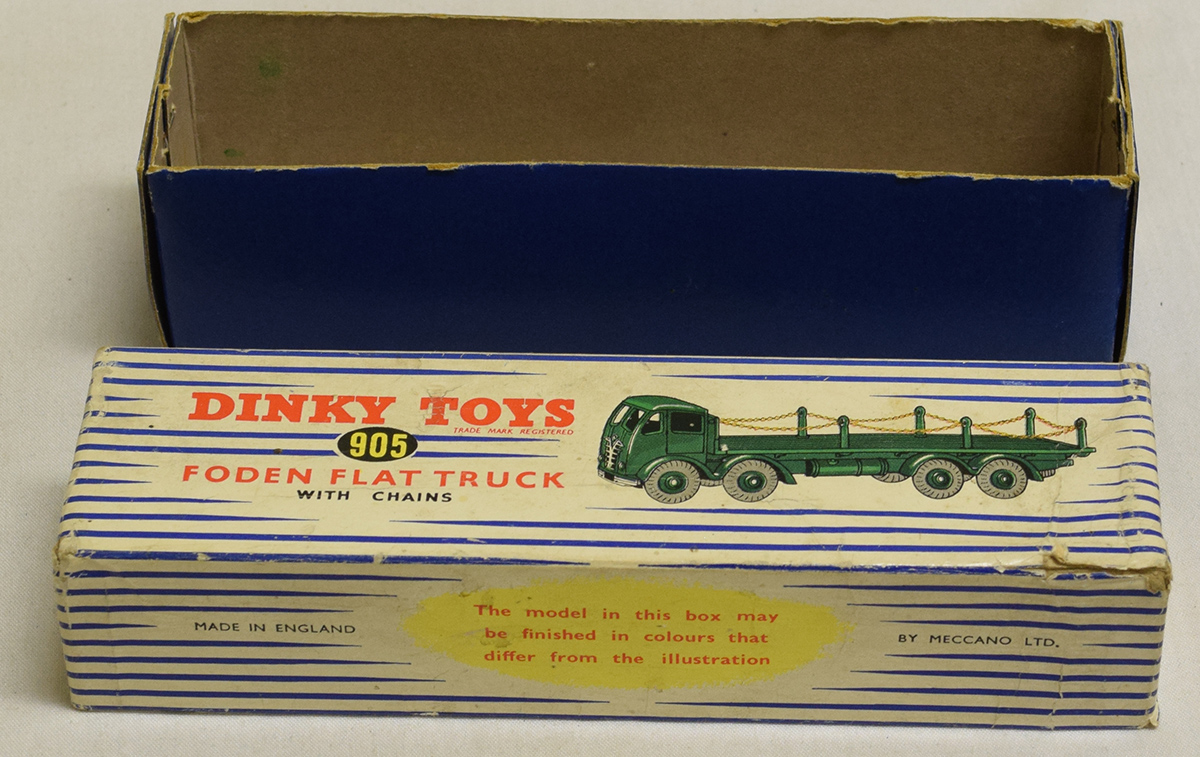 DINKY TOYS
TRADE MARK REGISTERED
905
FODEN FLAT TRUCK
WITH CHAINS
MADE IN ENGLAND
The model in this box may
be finished in colours that
differ from the illustration
BY MECCANO LTD.